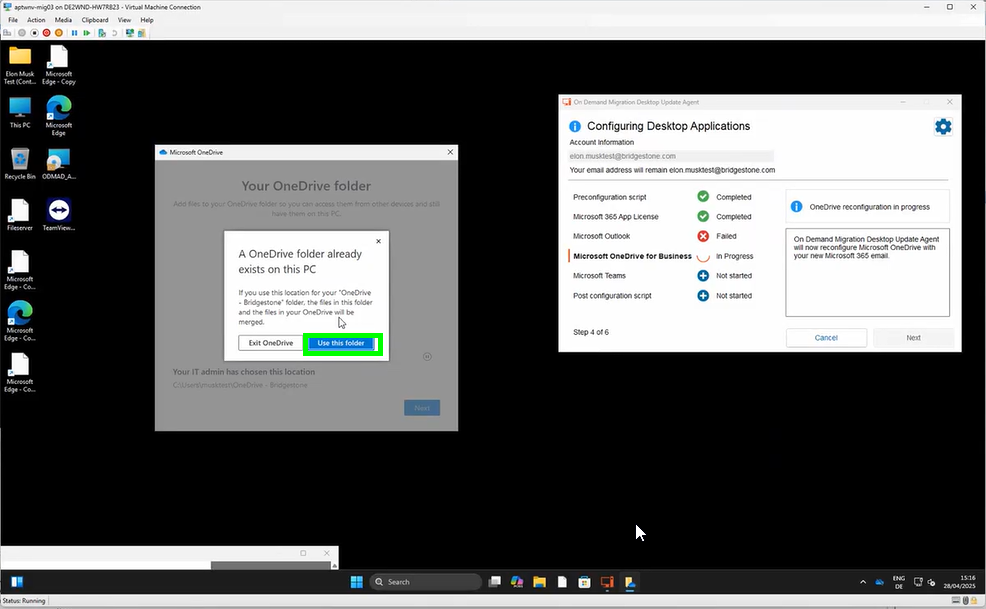 aptwnv-mig03 on DE2WND-HW7RB23 - Virtual Machine Connection
File Action Media Clipboard View Help
Elon Musk
Test (Cont...
Microsoft
Edge - Copy
This PC
Microsoft
Edge
Recycle Bin
ODMAD_A...
Fileserver
TeamView...
Microsoft
Edge - Co...
Microsoft
Edge - Co...
Microsoft
Edge - Co...
Microsoft OneDrive
Your OneDrive folder
Add files to your OneDrive folder so you can access them from other devices and still
have them on this PC.
A OneDrive folder already
exists on this PC
If you use this location for your "OneDrive
- Bridgestone" folder, the files in this folder
and the files in your OneDrive will be
merged.
Exit OneDrive
Use this folder
Your IT admin has chosen this location
C:\Users\emusktest\OneDrive - Bridgestone
Next
On Demand Migration Desktop Update Agent
Configuring Desktop Applications
Account Information
elon.musktest@bridgestone.com
Your email address will remain elon.musktest@bridgestone.com
Preconfiguration script Completed
Microsoft 365 App License Completed
Microsoft Outlook Failed
Microsoft OneDrive for Business In Progress
Microsoft Teams Not started
Post configuration script Not started
OneDrive reconfiguration in progress
On Demand Migration Desktop Update Agent
will now reconfigure Microsoft OneDrive with
your new Microsoft 365 email.
Step 4 of 6
Cancel
Next
Search
ENG
DE
15:16
28/04/2025
Status: Running